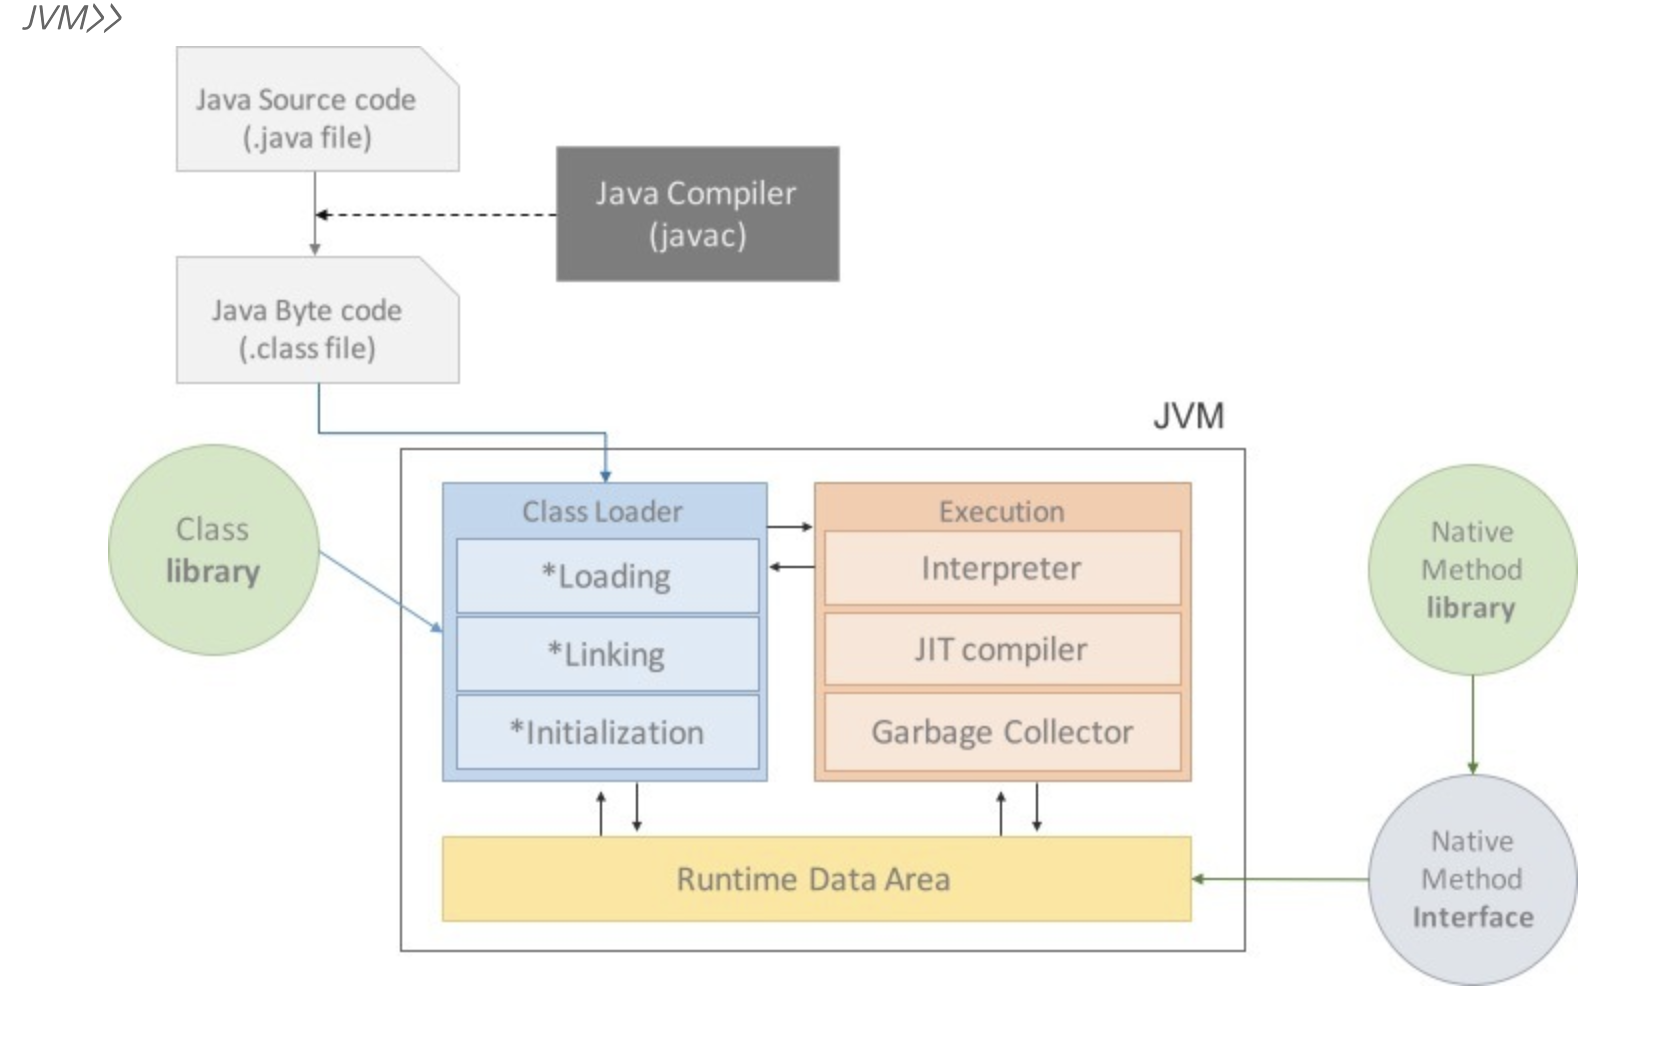 JVM>>
Java Source code
(.java file)
Java Compiler
(javac)
Java Byte code
(.class file)
JVM
Class
library
Class Loader
*Loading
*Linking
*Initialization
Execution
Interpreter
JIT compiler
Garbage Collector
Runtime Data Area
Native
Method
library
Native
Method
Interface